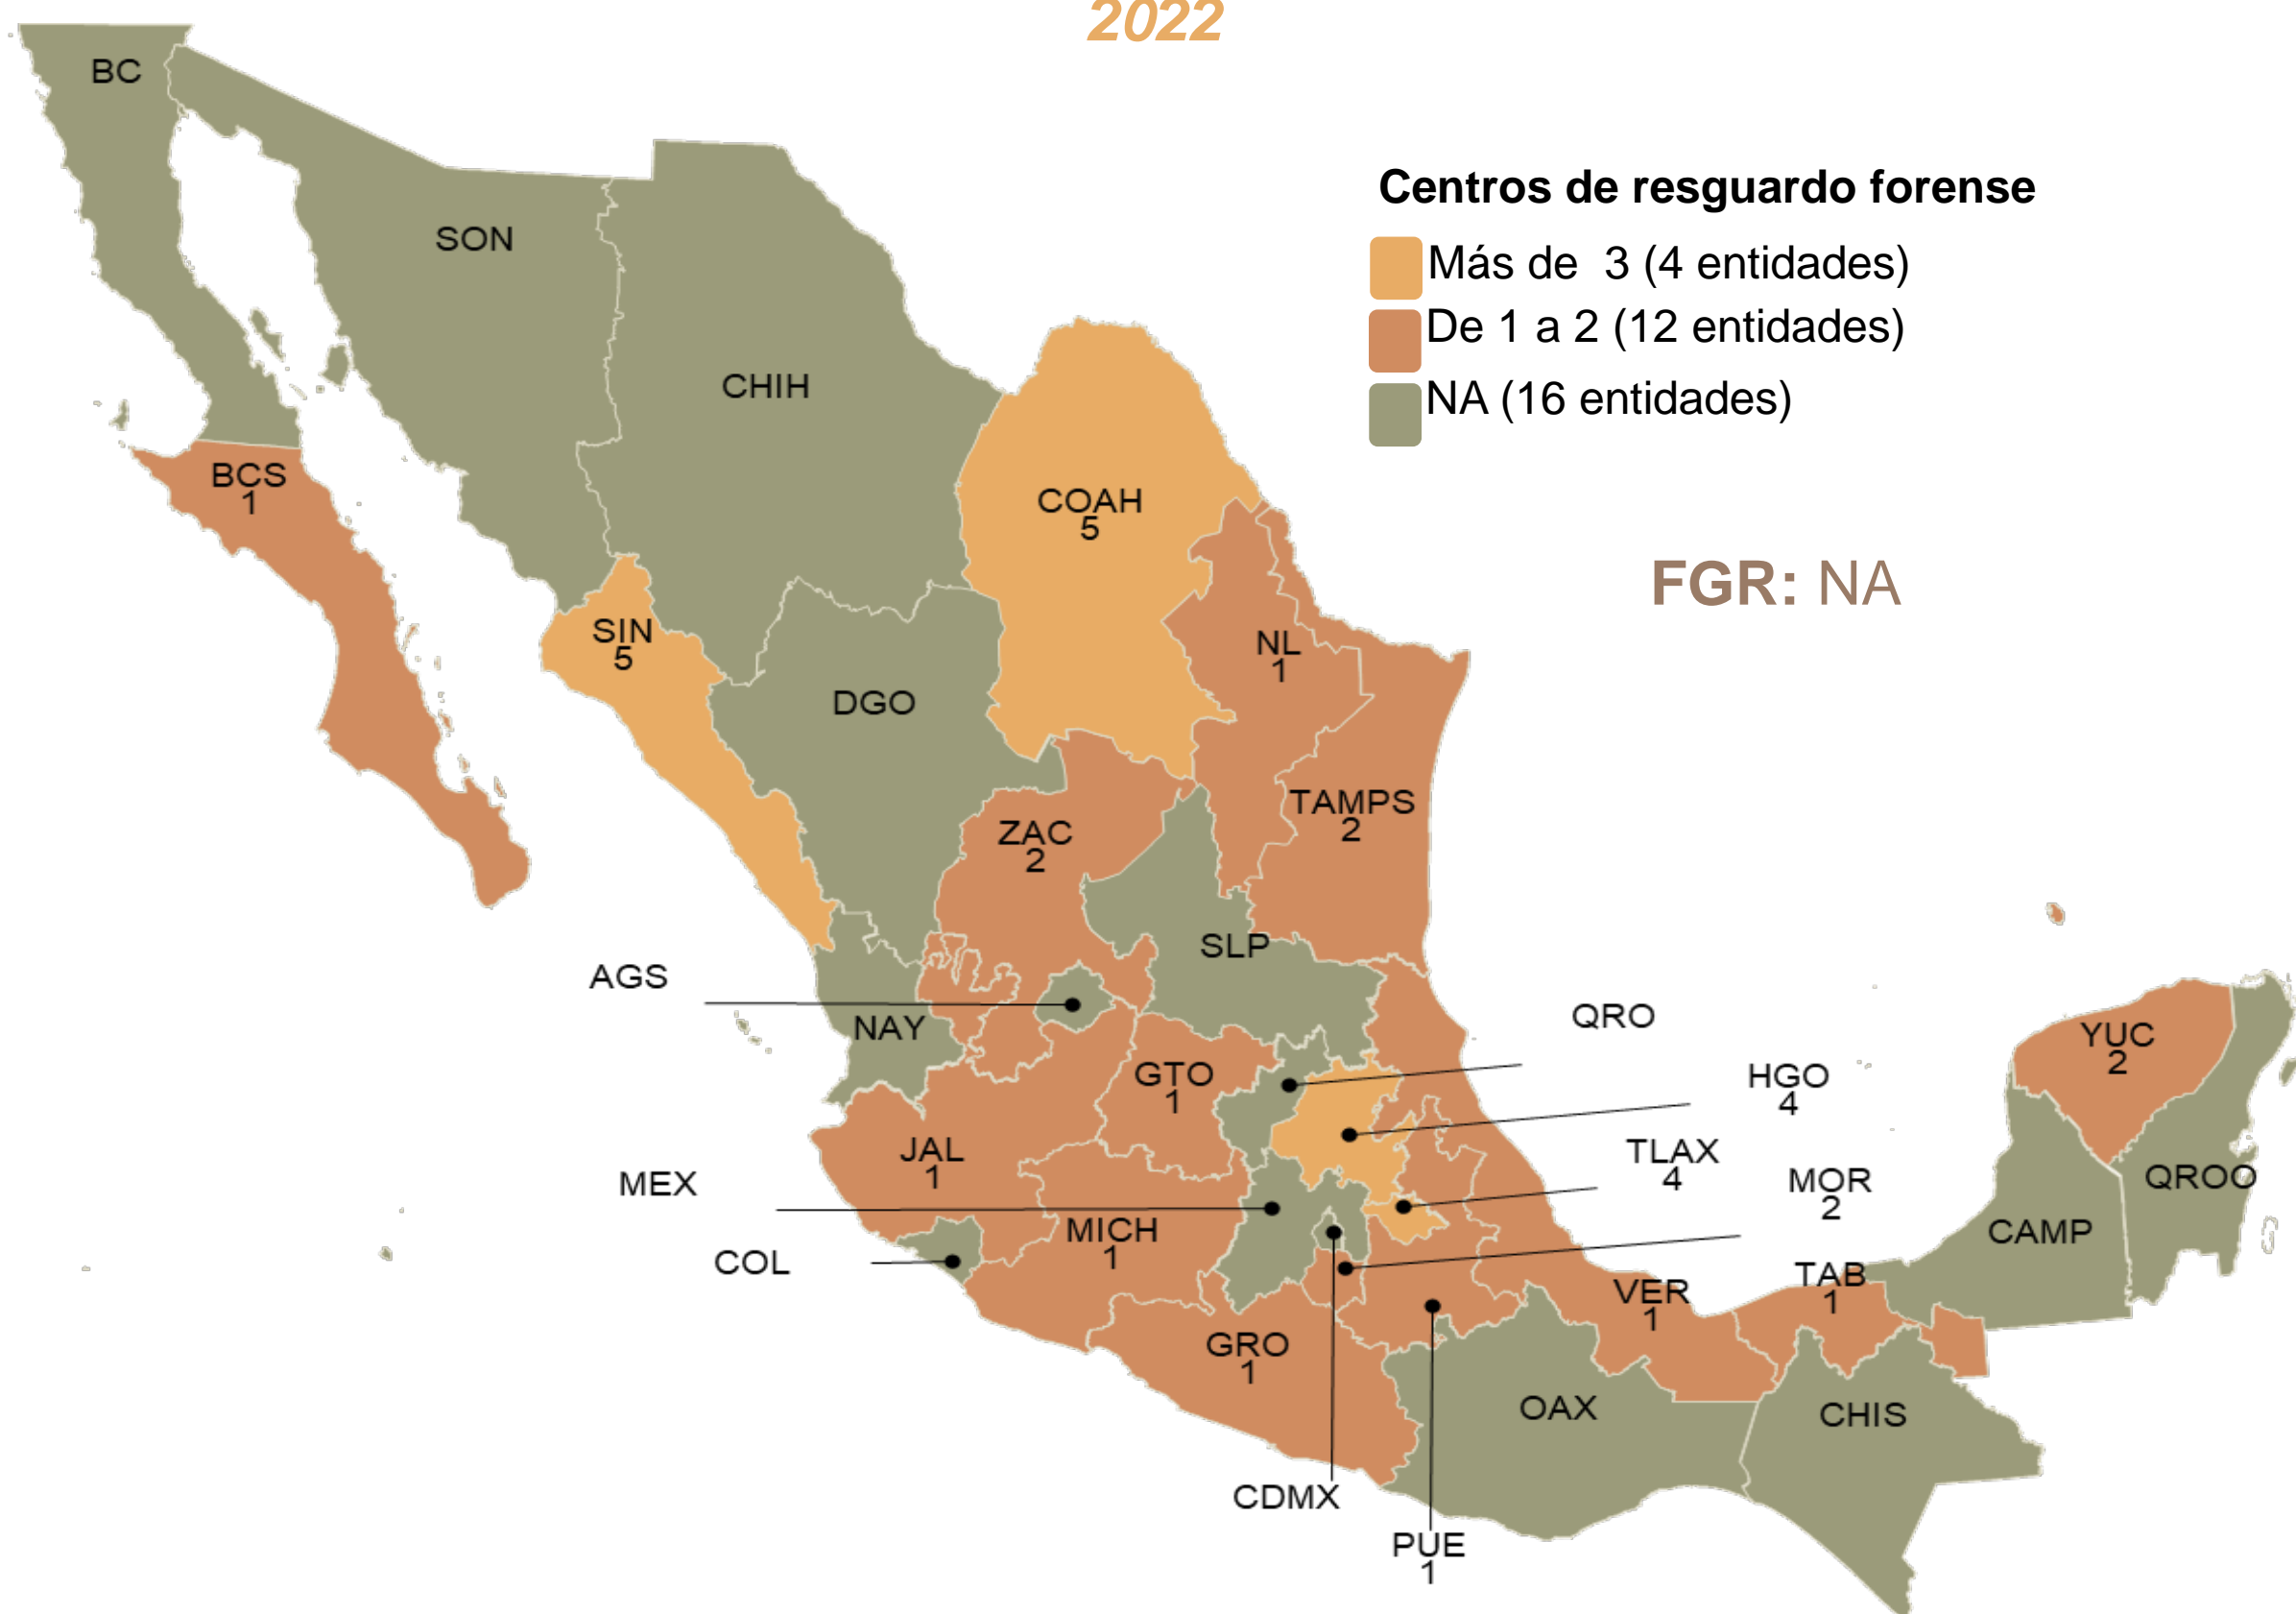 2022
BC
Centros de resguardo forense
SON
Más de 3 (4 entidades)
De 1 a 2 (12 entidades)
CHIH
NA (16 entidades)
BCS
1
COAH
5
FGR: NA
SIN
5
NL
1
DGO
TAMPS
2
ZAC
2
SLP
AGS
QRO
NAY
YUC
2
GTO
1
HGO
4
JAL
1
TLAX
4
MEX
MOR
2
QROO
MICH
1
CAMP
COL
TAB
1
VER
1
GRO
1
OAX
CHIS
CDMX
PUE
1